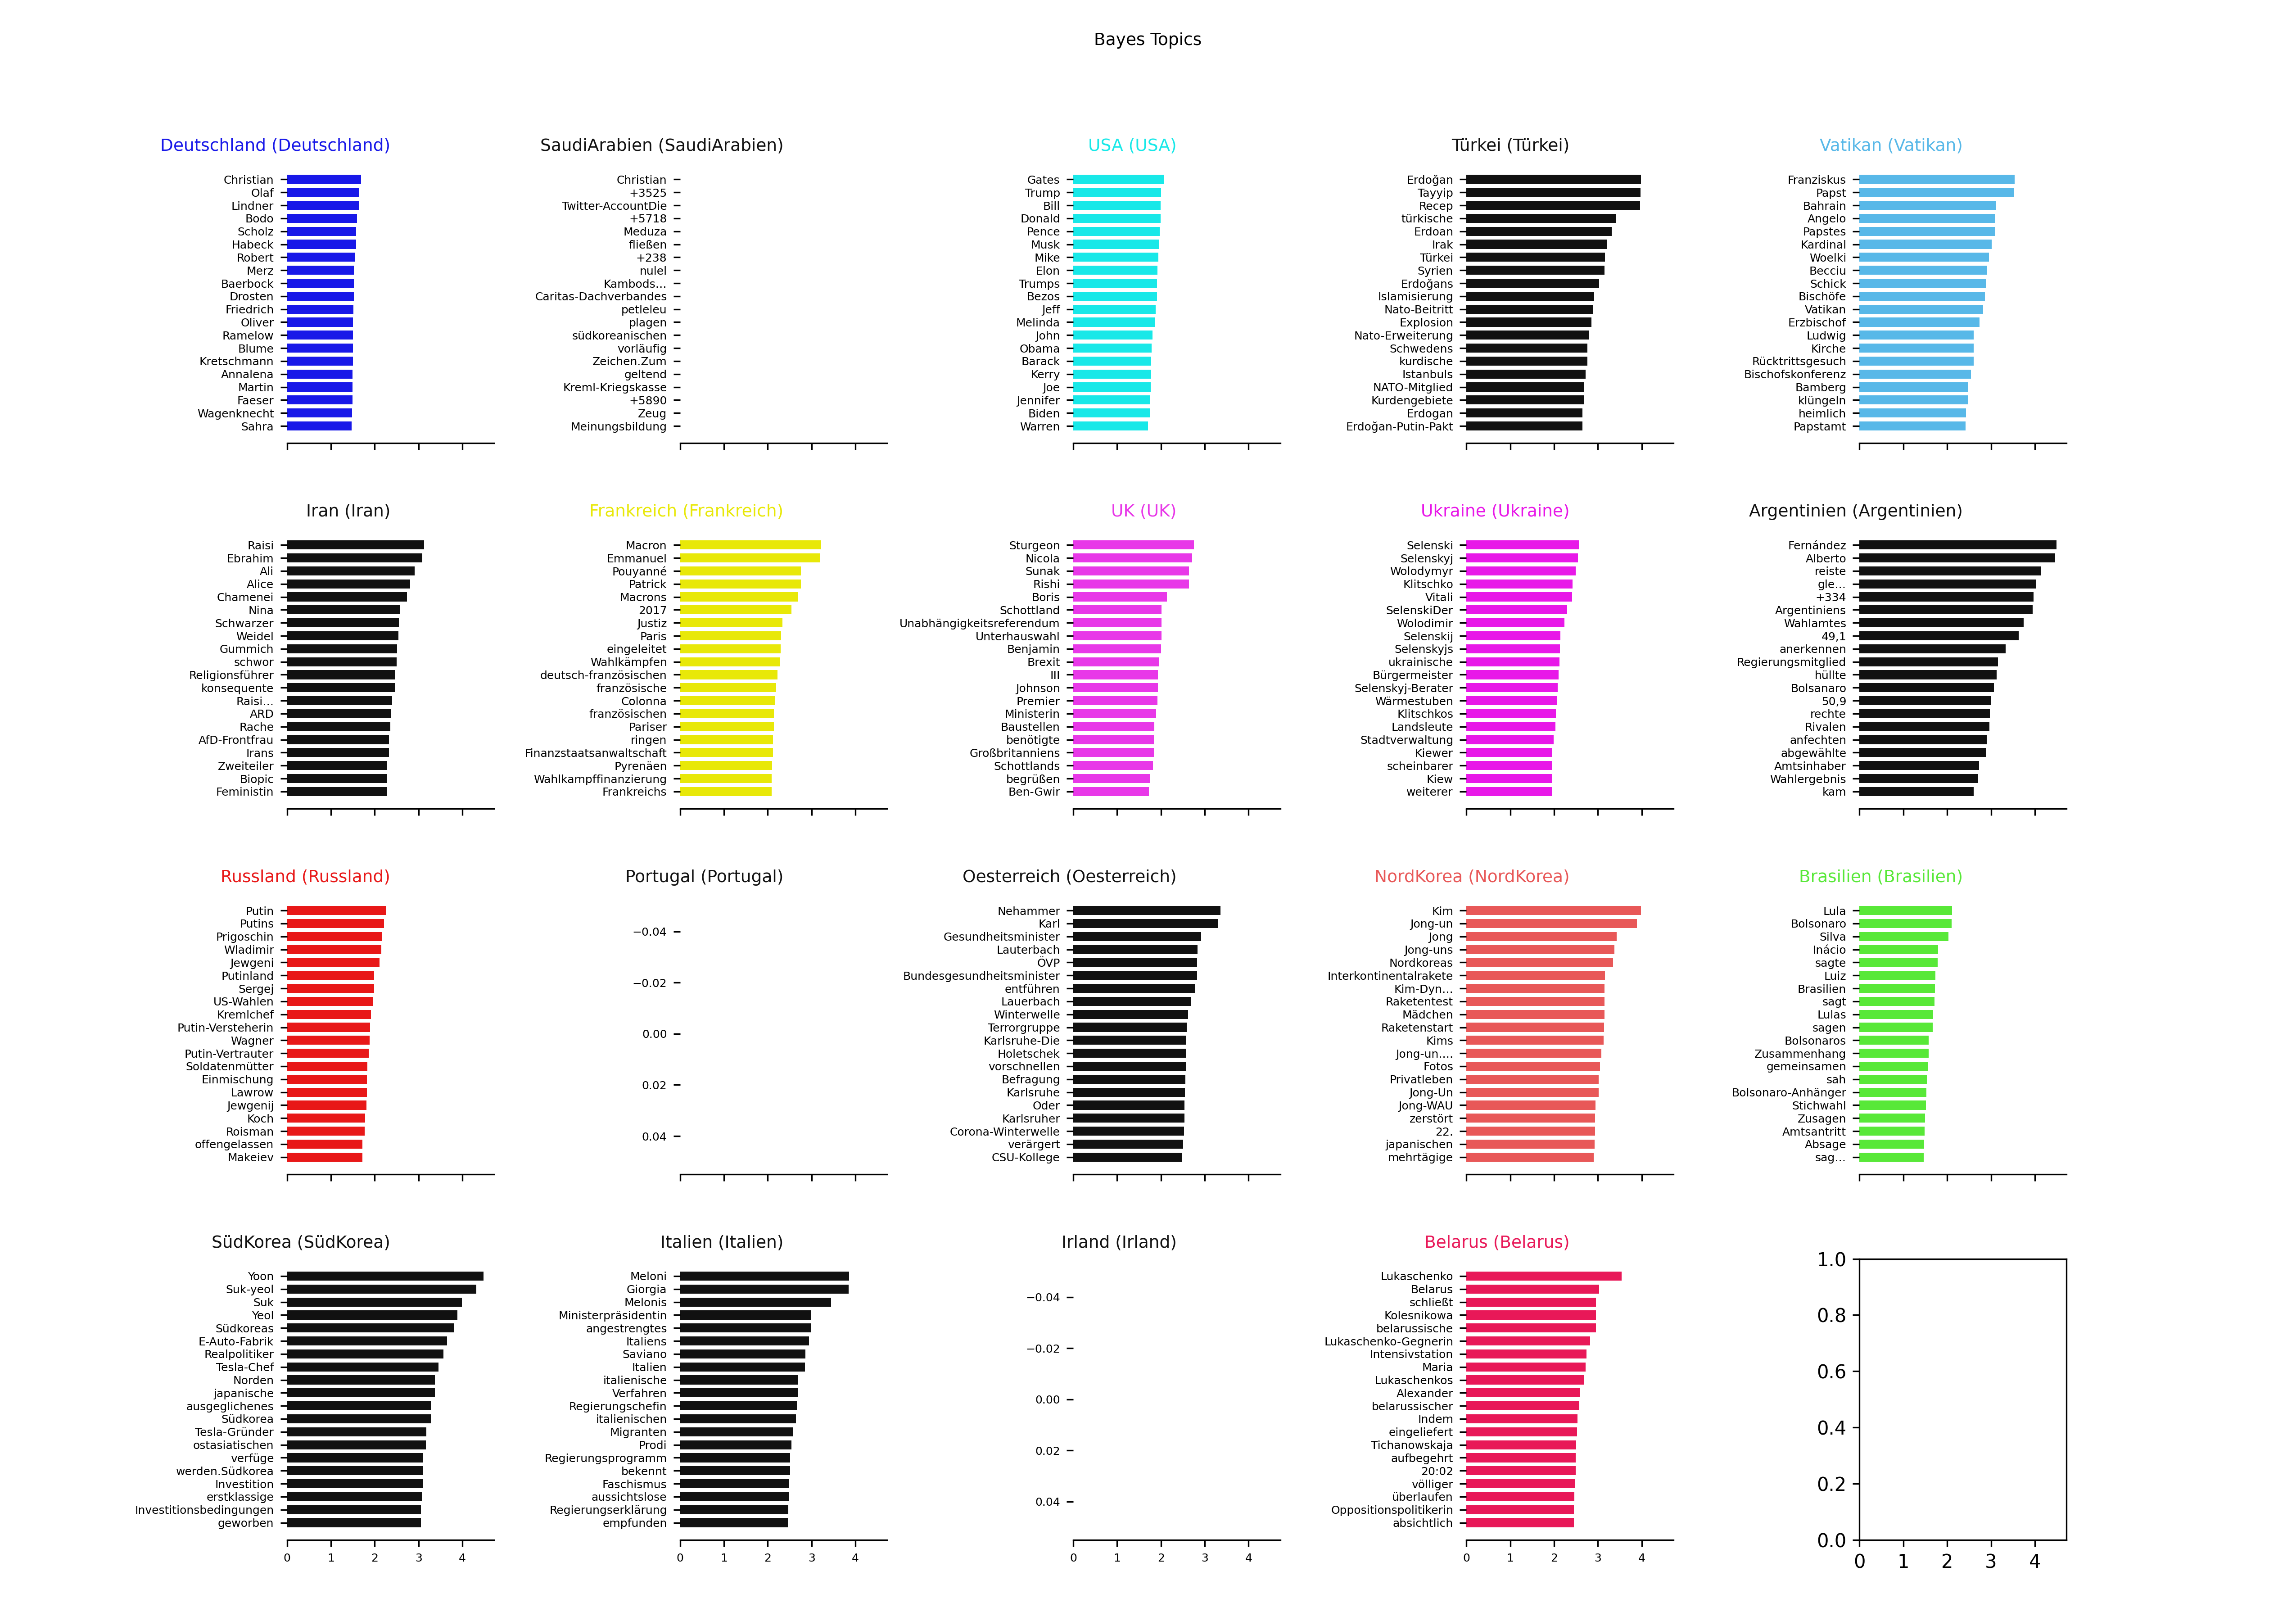 Bayes Topics
Deutschland (Deutschland)
Christian
Olaf
Lindner
Bodo
Scholz
Habeck
Robert
Merz
Baerbock
Drosten
Friedrich
Oliver
Ramelow
Blume
Kretschmann
Annalena
Martin
Faeser
Wagenknecht
Sahra
SaudiArabien (SaudiArabien)
Christian
+3525
Twitter-AccountDie
+5718
Meduza
fließen
+238
nulel
Kambods...
Caritas-Dachverbandes
petleleu
plagen
südkoreanischen
vorläufig
Zeichen.Zum
geltend
Kreml-Kriegskasse
+5890
Zeug
Meinungsbildung
USA (USA)
Gates
Trump
Bill
Donald
Pence
Musk
Mike
Elon
Trumps
Bezos
Jeff
Melinda
John
Obama
Barack
Kerry
Joe
Jennifer
Biden
Warren
Türkei (Türkei)
Erdoğan
Tayyip
Recep
türkische
Erdoan
Irak
Türkei
Syrien
Erdoğans
Islamisierung
Nato-Beitritt
Explosion
Nato-Erweiterung
Schwedens
kurdische
Istanbuls
NATO-Mitglied
Kurdengebiete
Erdogan
Erdoğan-Putin-Pakt
Vatikan (Vatikan)
Franziskus
Papst
Bahrain
Angelo
Papstes
Kardinal
Woelki
Becciu
Schick
Bischöfe
Vatikan
Erzbischof
Ludwig
Kirche
Rücktrittsgesuch
Bischofskonferenz
Bamberg
klüngeln
heimlich
Papstamt
Iran (Iran)
Raisi
Ebrahim
Ali
Alice
Chamenei
Nina
Schwarzer
Weidel
Gummich
schwor
Religionsführer
konsequente
Raisi...
ARD
Rache
AfD-Frontfrau
Irans
Zweiteiler
Biopic
Feministin
Frankreich (Frankreich)
Macron
Emmanuel
Pouyanné
Patrick
Macrons
2017
Justiz
Paris
eingeleitet
Wahlkämpfen
deutsch-französischen
französische
Colonna
französischen
Pariser
ringen
Finanzstaatsanwaltschaft
Pyrenäen
Wahlkampffinanzierung
Frankreichs
UK (UK)
Sturgeon
Nicola
Sunak
Rishi
Boris
Schottland
Unabhängigkeitsreferendum
Unterhauswahl
Benjamin
Brexit
III
Johnson
Premier
Ministerin
Baustellen
benötigte
Großbritanniens
Schottlands
begrüßen
Ben-Gwir
Ukraine (Ukraine)
Selenski
Selenskyj
Wolodymyr
Klitschko
Vitali
SelenskiDer
Wolodimir
Selenskij
Selenskyjs
ukrainische
Bürgermeister
Selenskyj-Berater
Wärmestuben
Klitschkos
Landsleute
Stadtverwaltung
Kiewer
scheinbarer
Kiew
weiterer
Argentinien (Argentinien)
Fernández
Alberto
reiste
gle...
+334
Argentiniens
Wahlamtes
49,1
anerkennen
Regierungsmitglied
hüllte
Bolsanaro
50,9
rechte
Rivalen
anfechten
abgewählte
Amtsinhaber
Wahlergebnis
kam
Russland (Russland)
Putin
Putins
Prigoschin
Wladimir
Jewgeni
Putinland
Sergej
US-Wahlen
Kremlchef
Putin-Versteherin
Wagner
Putin-Vertrauter
Soldatenmütter
Einmischung
Lawrow
Jewgenij
Koch
Roisman
offengelassen
Makeiev
Portugal (Portugal)
−0.04
−0.02
0.00
0.02
0.04
Oesterreich (Oesterreich)
Nehammer
Karl
Gesundheitsminister
Lauterbach
ÖVP
Bundesgesundheitsminister
entführen
Lauerbach
Winterwelle
Terrorgruppe
Karlsruhe-Die
Holetschek
vorschnellen
Befragung
Karlsruhe
Oder
Karlsruher
Corona-Winterwelle
verärgert
CSU-Kollege
NordKorea (NordKorea)
Kim
Jong-un
Jong
Jong-uns
Nordkoreas
Interkontinentalrakete
Kim-Dyn...
Raketentest
Mädchen
Raketenstart
Kims
Jong-un....
Fotos
Privatleben
Jong-Un
Jong-WAU
zerstört
22.
japanischen
mehrtägige
Brasilien (Brasilien)
Lula
Bolsonaro
Silva
Inácio
sagte
Luiz
Brasilien
sagt
Lulas
sagen
Bolsonaros
Zusammenhang
gemeinsamen
sah
Bolsonaro-Anhänger
Stichwahl
Zusagen
Amtsantritt
Absage
sag...
SüdKorea (SüdKorea)
Yoon
Suk-yeol
Suk
Yeol
Südkoreas
E-Auto-Fabrik
Realpolitiker
Tesla-Chef
Norden
japanische
ausgeglichenes
Südkorea
Tesla-Gründer
ostasiatischen
verfüge
werden.Südkorea
Investition
erstklassige
Investitionsbedingungen
geworben
0 1 2 3 4
Italien (Italien)
Meloni
Giorgia
Melonis
Ministerpräsidentin
angestrengtes
Italiens
Saviano
Italien
italienische
Verfahren
Regierungschefin
italienischen
Migranten
Prodi
Regierungsprogramm
bekennt
Faschismus
aussichtslose
Regierungserklärung
empfunden
0 1 2 3 4
Irland (Irland)
−0.04
−0.02
0.00
0.02
0.04
0 1 2 3 4
Belarus (Belarus)
Lukaschenko
Belarus
schließt
Kolesnikowa
belarussische
Lukaschenko-Gegnerin
Intensivstation
Maria
Lukaschenkos
Alexander
belarussischer
Indem
eingeliefert
Tichanowskaja
aufbegehrt
20:02
völliger
überlaufen
Oppositionspolitikerin
absichtlich
0 1 2 3 4
1.0
0.8
0.6
0.4
0.2
0.0
0 1 2 3 4